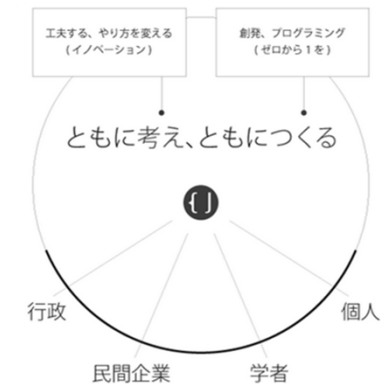 工夫する、やり方を変える
(イノベーション)
創発、プログラミング
(ゼロから1を)
ともに考え、ともにつくる
行政
民間企業
学者
個人